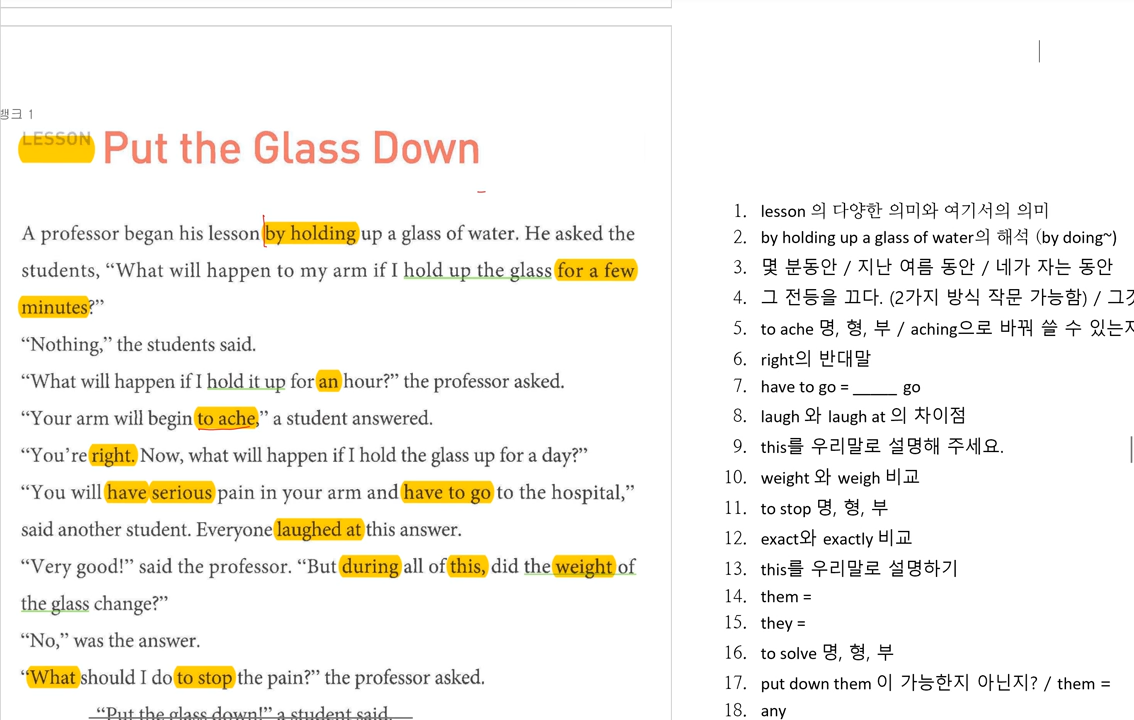 뱅크 1
LESSON Put the Glass Down
A professor began his lesson by holding up a glass of water. He asked the
students, “What will happen to my arm if I hold up the glass for a few
minutes?”
“Nothing,” the students said.
“What will happen if I hold it up for an hour?” the professor asked.
“Your arm will begin to ache,” a student answered.
“You’re right. Now, what will happen if I hold the glass up for a day?”
“You will have serious pain in your arm and have to go to the hospital,”
said another student. Everyone laughed at this answer.
“Very good!” said the professor. “But during all of this, did the weight of
the glass change?”
“No,” was the answer.
“What should I do to stop the pain?” the professor asked.
“Put the glass down!” a student said.
1. lesson 의 다양한 의미와 여기서의 의미
2. by holding up a glass of water의 해석 (by doing~)
3. 몇 분동안 / 지난 여름 동안 / 네가 자는 동안
4. 그 전등을 끄다. (2가지 방식 작문 가능함) / 그것
5. to ache 명, 형, 부 / aching으로 바꿔 쓸 수 있는지
6. right의 반대말
7. have to go = _____ go
8. laugh 와 laugh at 의 차이점
9. this를 우리말로 설명해 주세요.
10. weight 와 weigh 비교
11. to stop 명, 형, 부
12. exact와 exactly 비교
13. this를 우리말로 설명하기
14. them =
15. they =
16. to solve 명, 형, 부
17. put down them 이 가능한지 아닌지? / them =
18. any